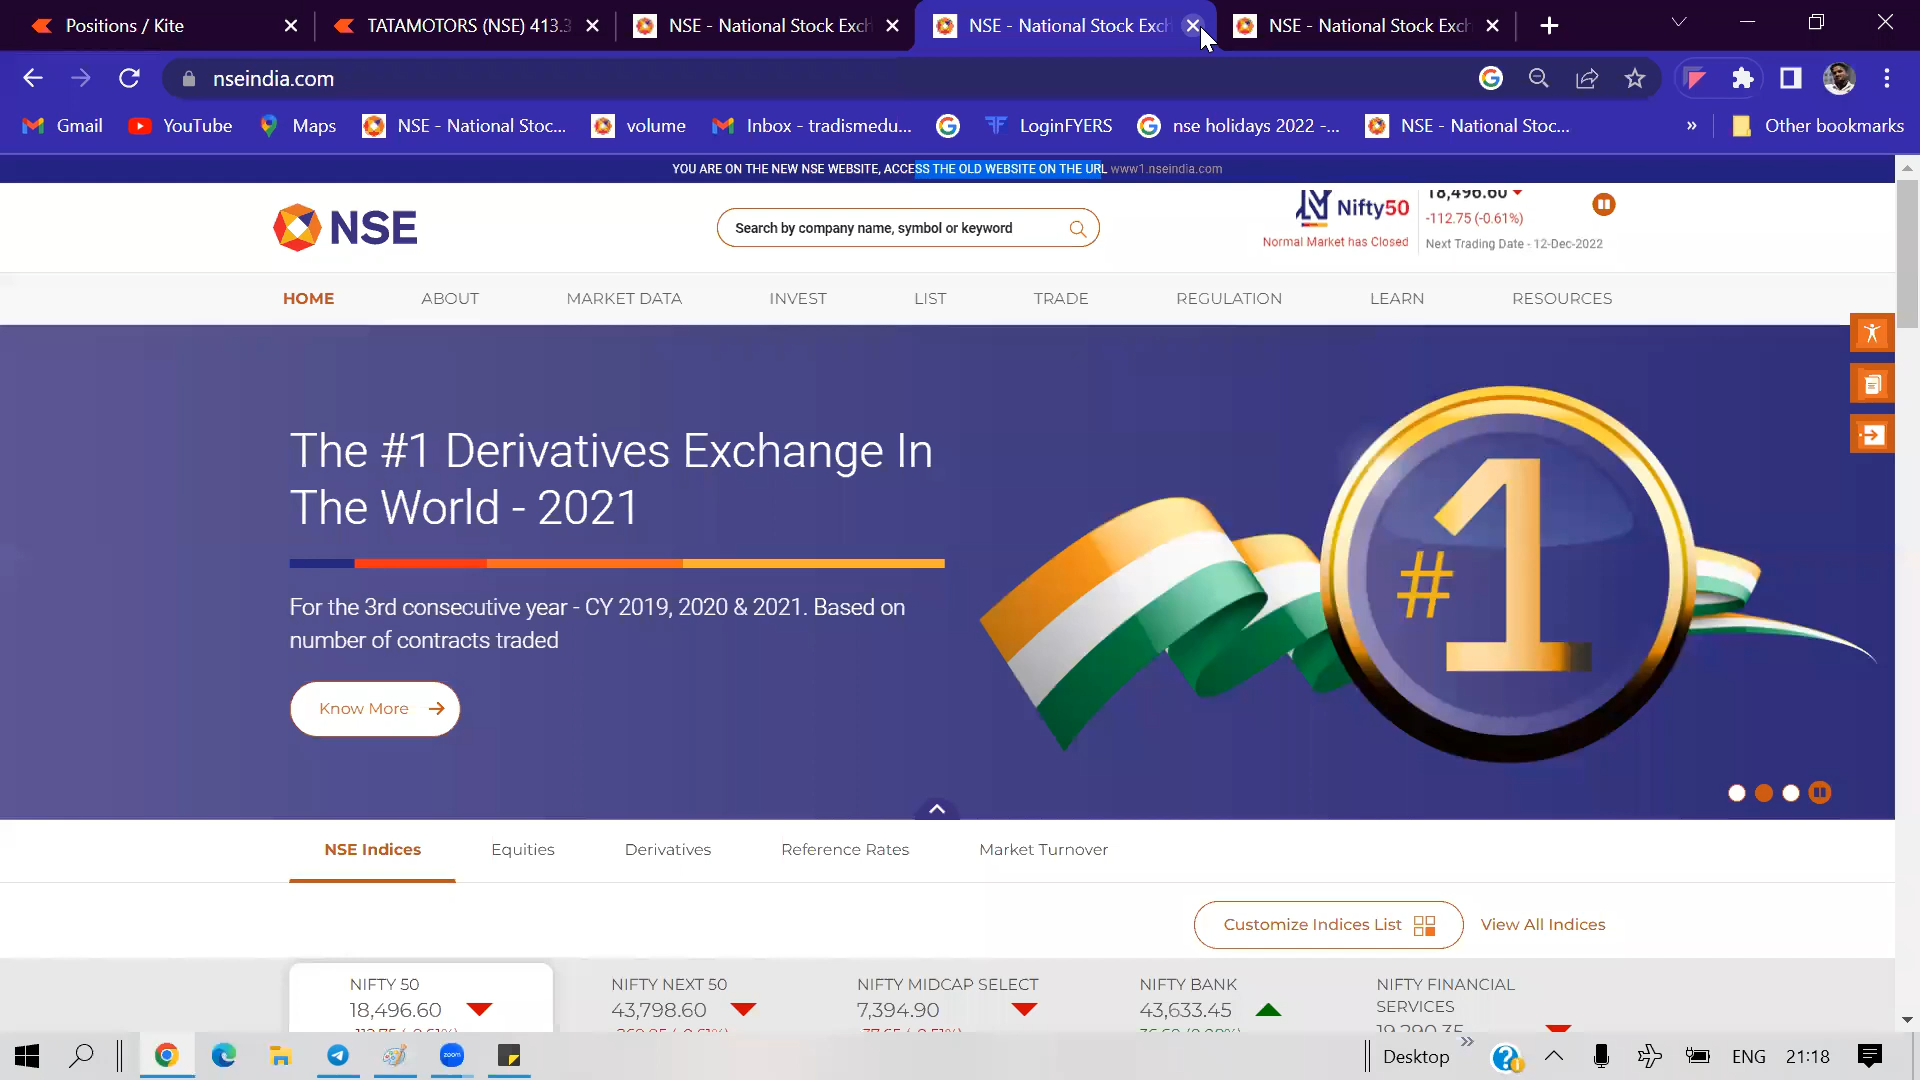 Positions / Kite
TATAMOTORS (NSE) 413.3
NSE - National Stock Exch
NSE - National Stock Exch
NSE - National Stock Exch
nseindia.com
Gmail
YouTube
Maps
NSE - National Stoc...
volume
Inbox - tradismedu...
LoginFYERS
nse holidays 2022 -...
NSE - National Stoc...
»
Other bookmarks
YOU ARE ON THE NEW NSE WEBSITE, ACCESS THE OLD WEBSITE ON THE URL www1.nseindia.com
NSE
Search by company name, symbol or keyword
Nifty50
Normal Market has Closed
18,496.60
-112.75 (-0.61%)
Next Trading Date - 12-Dec-2022
HOME
ABOUT
MARKET DATA
INVEST
LIST
TRADE
REGULATION
LEARN
RESOURCES
The #1 Derivatives Exchange In
The World - 2021
For the 3rd consecutive year - CY 2019, 2020 & 2021. Based on
number of contracts traded
Know More
#1
NSE Indices
Equities
Derivatives
Reference Rates
Market Turnover
Customize Indices List
View All Indices
NIFTY 50
18,496.60
NIFTY NEXT 50
43,798.60
NIFTY MIDCAP SELECT
7,394.90
NIFTY BANK
43,633.45
NIFTY FINANCIAL
SERVICES
19,290.35
zoom
Desktop
»
ENG
21:18